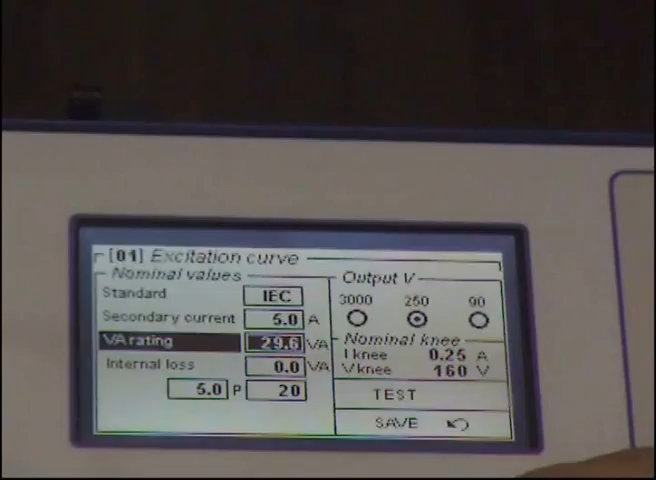 [01] Excitation curve
Nominal values
Standard IEC
Secondary current 5.0 A
VA rating 29.6 VA
Internal loss 0.0 VA
5.0 P 20
Output V
3000 250 90
Nominal knee
I knee 0.25 A
V knee 160 V
TEST
SAVE